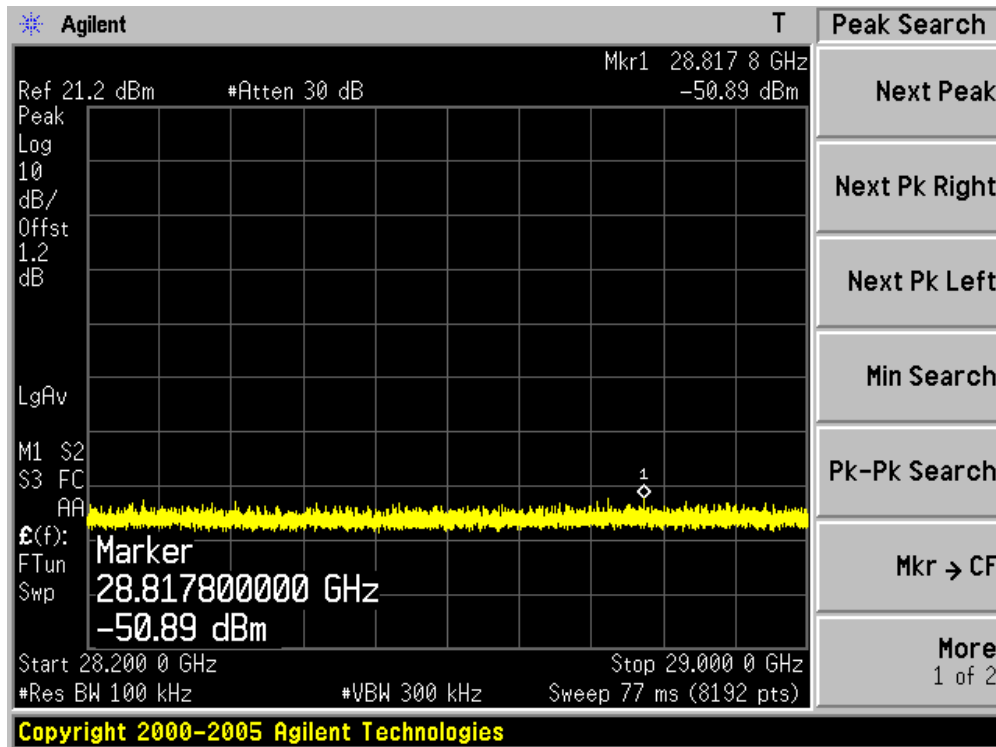 Agilent T Peak Search
Mkr1 28.817 8 GHz
Ref 21.2 dBm #Atten 30 dB -50.89 dBm
Peak
Log
10
dB/
Offst
1.2
dB
LgAv
M1 S2
S3 FC
AA
£(f):
FTun
Swp
1
Marker
28.817800000 GHz
-50.89 dBm
Start 28.200 0 GHz Stop 29.000 0 GHz
#Res BW 100 kHz #VBW 300 kHz Sweep 77 ms (8192 pts)
Next Peak
Next Pk Right
Next Pk Left
Min Search
Pk-Pk Search
Mkr → CF
More
1 of 2
Copyright 2000-2005 Agilent Technologies